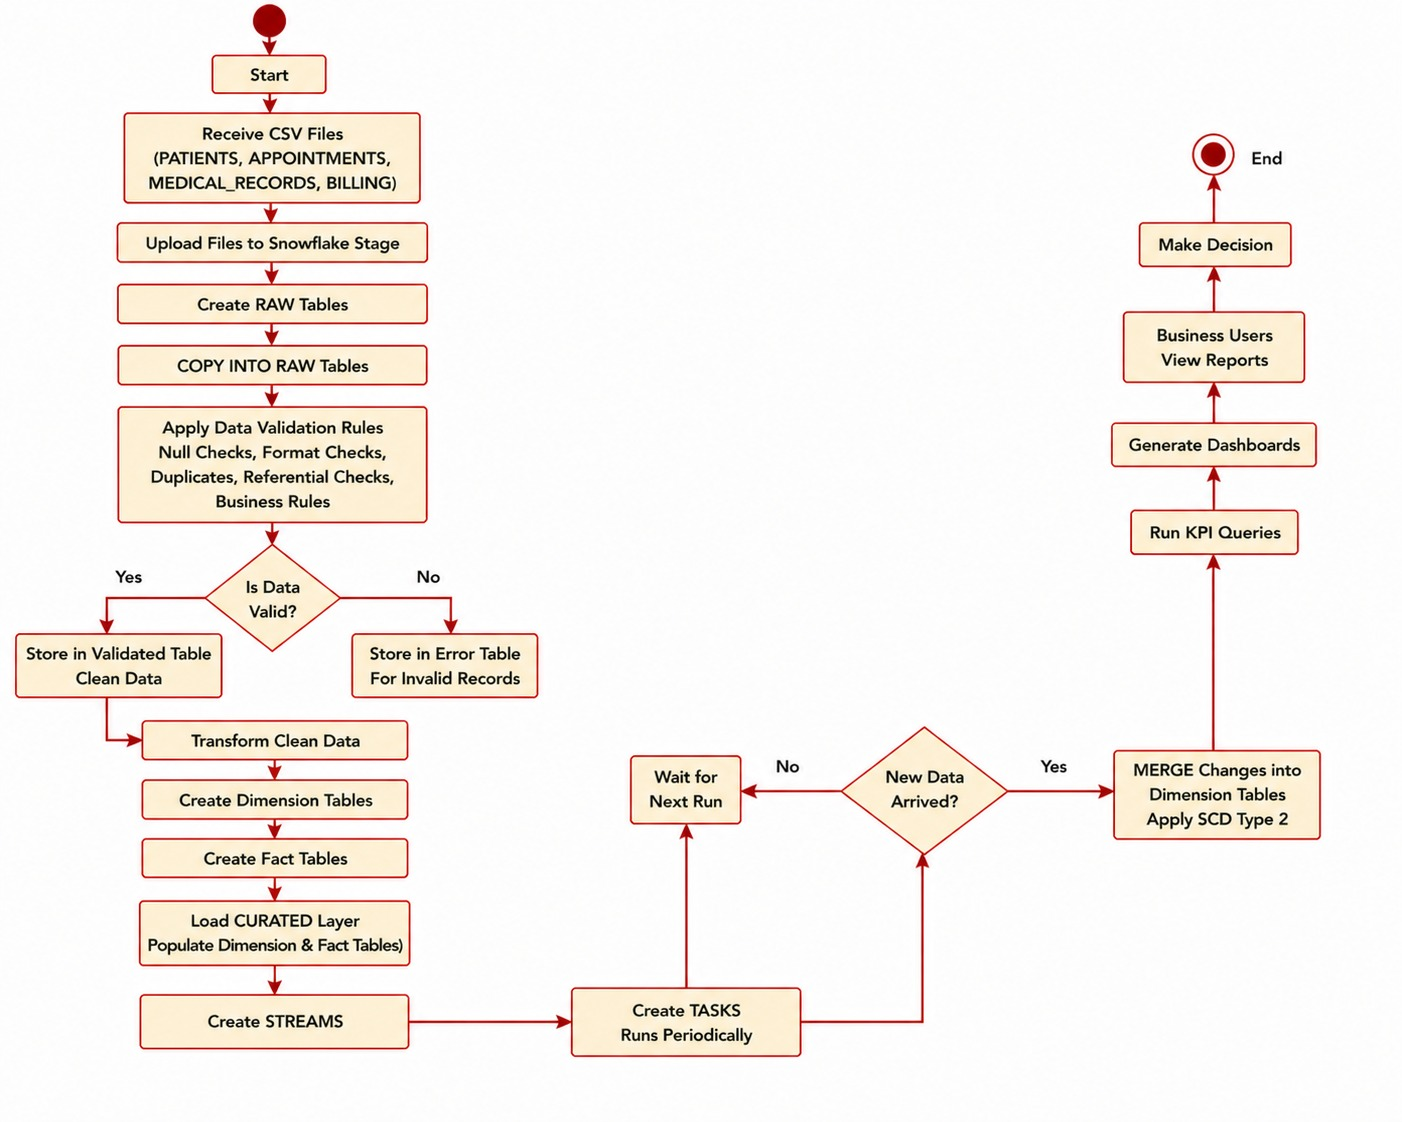 Start
Receive CSV Files
(PATIENTS, APPOINTMENTS,
MEDICAL_RECORDS, BILLING)
Upload Files to Snowflake Stage
Create RAW Tables
COPY INTO RAW Tables
Apply Data Validation Rules
Null Checks, Format Checks,
Duplicates, Referential Checks,
Business Rules
Is Data
Valid?
Yes
No
Store in Validated Table
Clean Data
Store in Error Table
For Invalid Records
Transform Clean Data
Create Dimension Tables
Create Fact Tables
Load CURATED Layer
Populate Dimension & Fact Tables)
Create STREAMS
Create TASKS
Runs Periodically
Wait for
Next Run
No
New Data
Arrived?
Yes
MERGE Changes into
Dimension Tables
Apply SCD Type 2
Run KPI Queries
Generate Dashboards
Business Users
View Reports
Make Decision
End